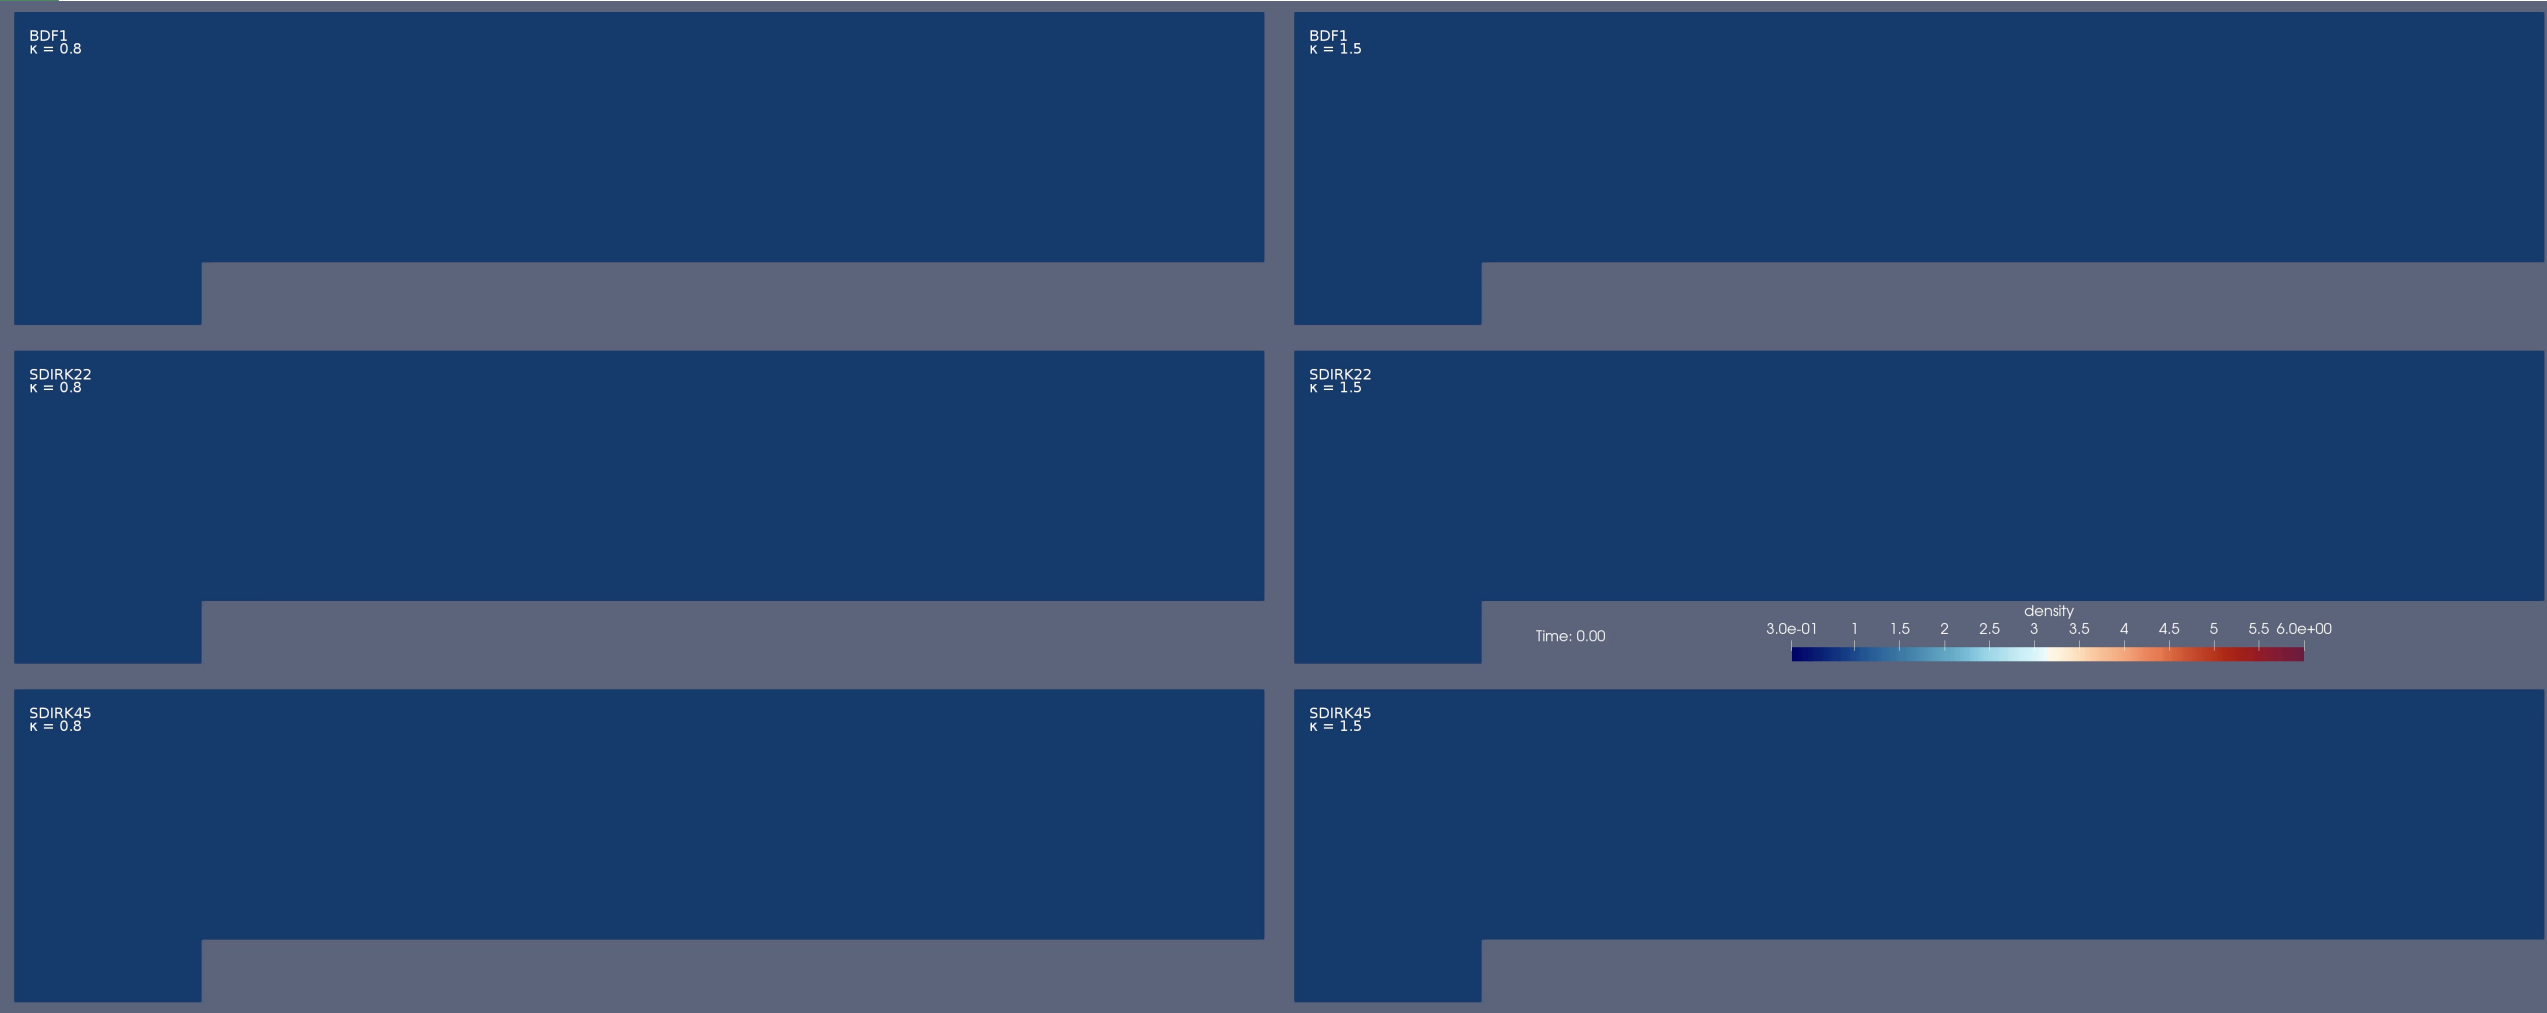 BDF1
κ = 0.8
BDF1
κ = 1.5
SDIRK22
κ = 0.8
SDIRK22
κ = 1.5
density
Time: 0.00
3.0e-01 1 1.5 2 2.5 3 3.5 4 4.5 5 5.5 6.0e+00
SDIRK45
κ = 0.8
SDIRK45
κ = 1.5